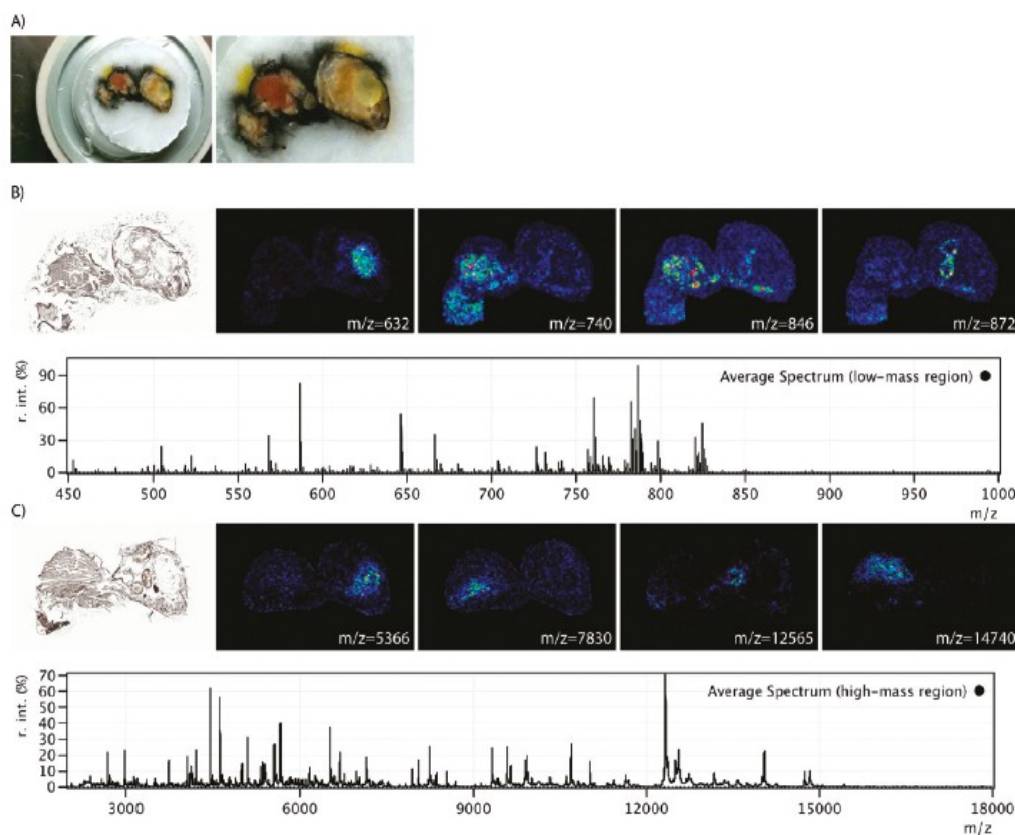 A)
B)
m/z=632
m/z=740
m/z=846
m/z=872
r. int. (%)
90
60
30
0
Average Spectrum (low-mass region)
450 500 550 600 650 700 750 800 850 900 950 1000
m/z
C)
m/z=5366
m/z=7830
m/z=12565
m/z=14740
r. int. (%)
70
60
50
40
30
20
10
0
Average Spectrum (high-mass region)
3000 6000 9000 12000 15000 18000
m/z